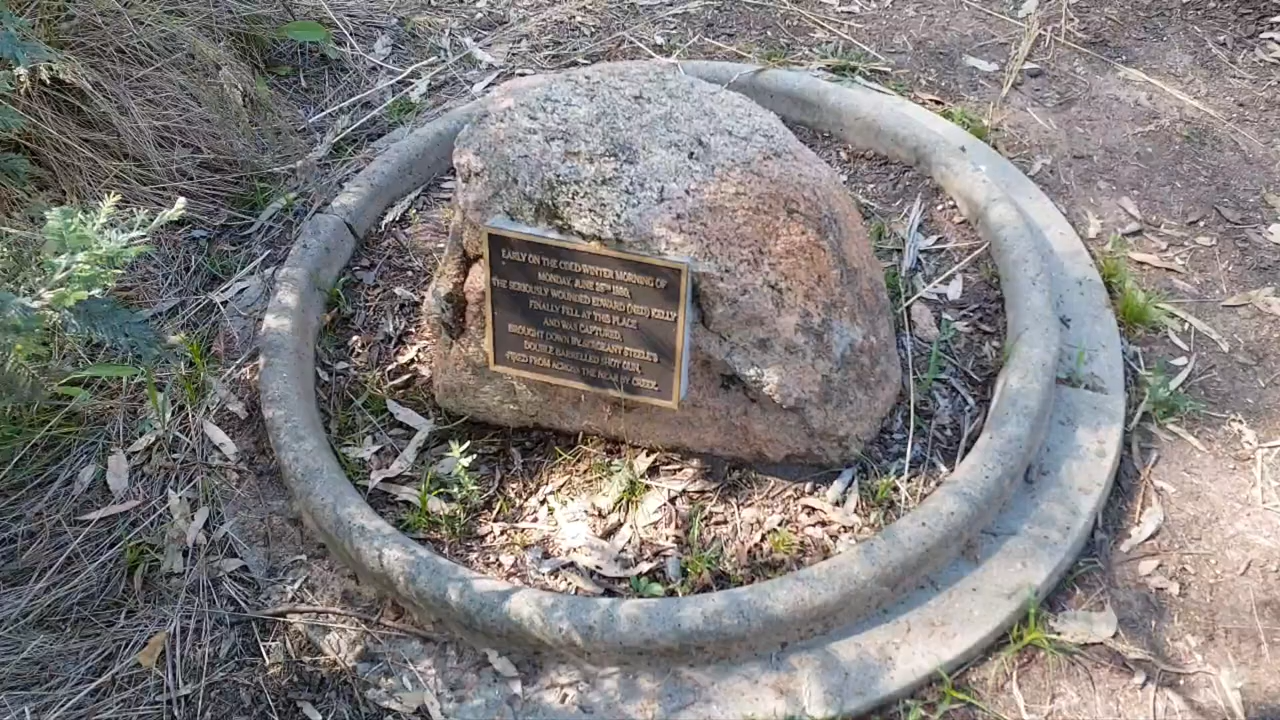 EARLY ON THE COLD WINTER MORNING OF
MONDAY, JUNE 28TH 1880,
THE SERIOUSLY WOUNDED EDWARD (NED) KELLY
FINALLY FELL AT THIS PLACE
AND WAS CAPTURED,
BROUGHT DOWN BY SERGEANT STEELE'S
DOUBLE BARRELLED SHOT GUN,
FIRED FROM ACROSS THE NEAR BY CREEK.